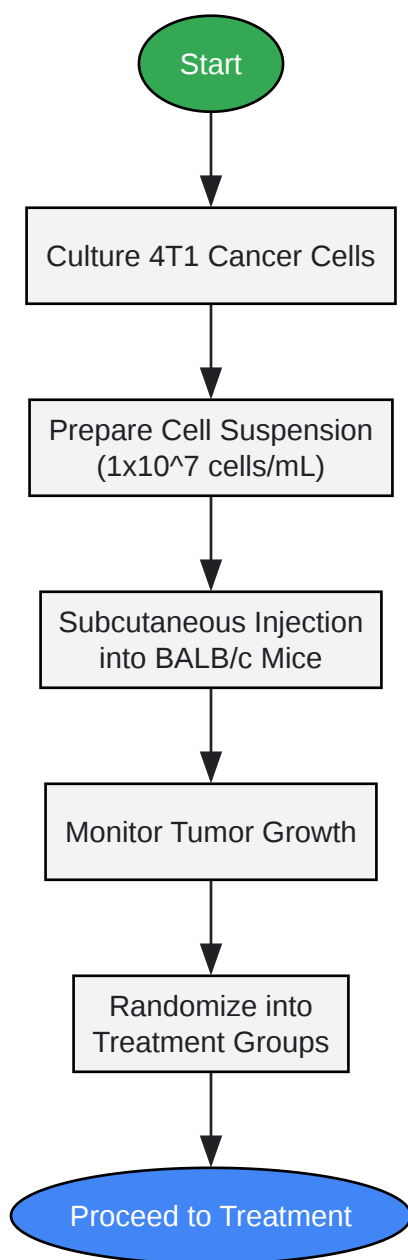 Start
Culture 4T1 Cancer Cells
Prepare Cell Suspension
(1x10^7 cells/mL)
Subcutaneous Injection
into BALB/c Mice
Monitor Tumor Growth
Randomize into
Treatment Groups
Proceed to Treatment